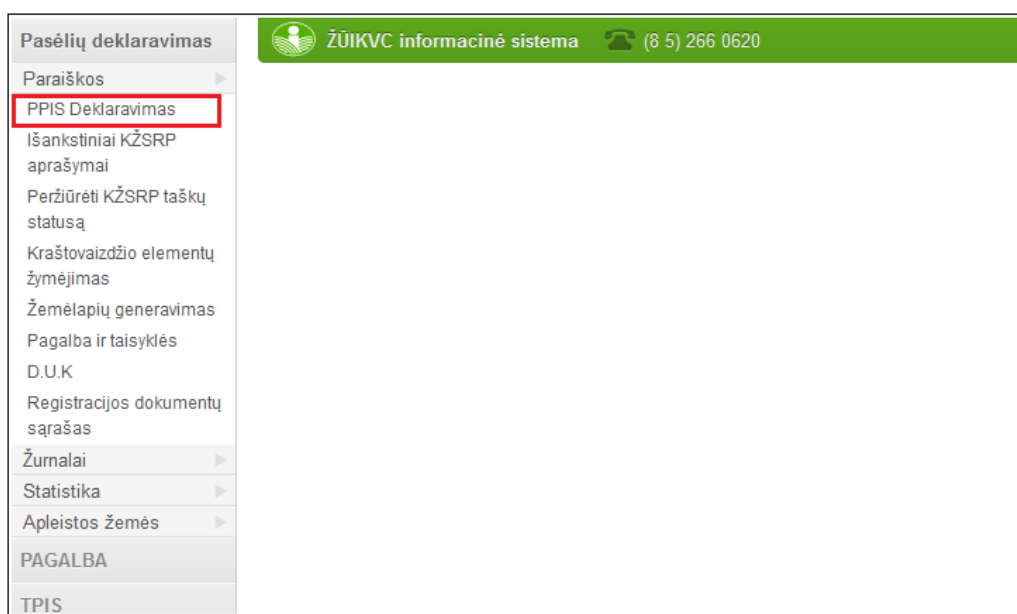 Pasėlių deklaravimas
ŽŪIKVC informacinė sistema (8 5) 266 0620
Paraiškos
PPIS Deklaravimas
Išankstiniai KŽSRP
aprašymai
Peržiūrėti KŽSRP taškų
statusą
Kraštovaizdžio elementų
žymėjimas
Žemėlapių generavimas
Pagalba ir taisyklės
D.U.K
Registracijos dokumentų
sąrašas
Žurnalai
Statistika
Apleistos žemės
PAGALBA
TPIS